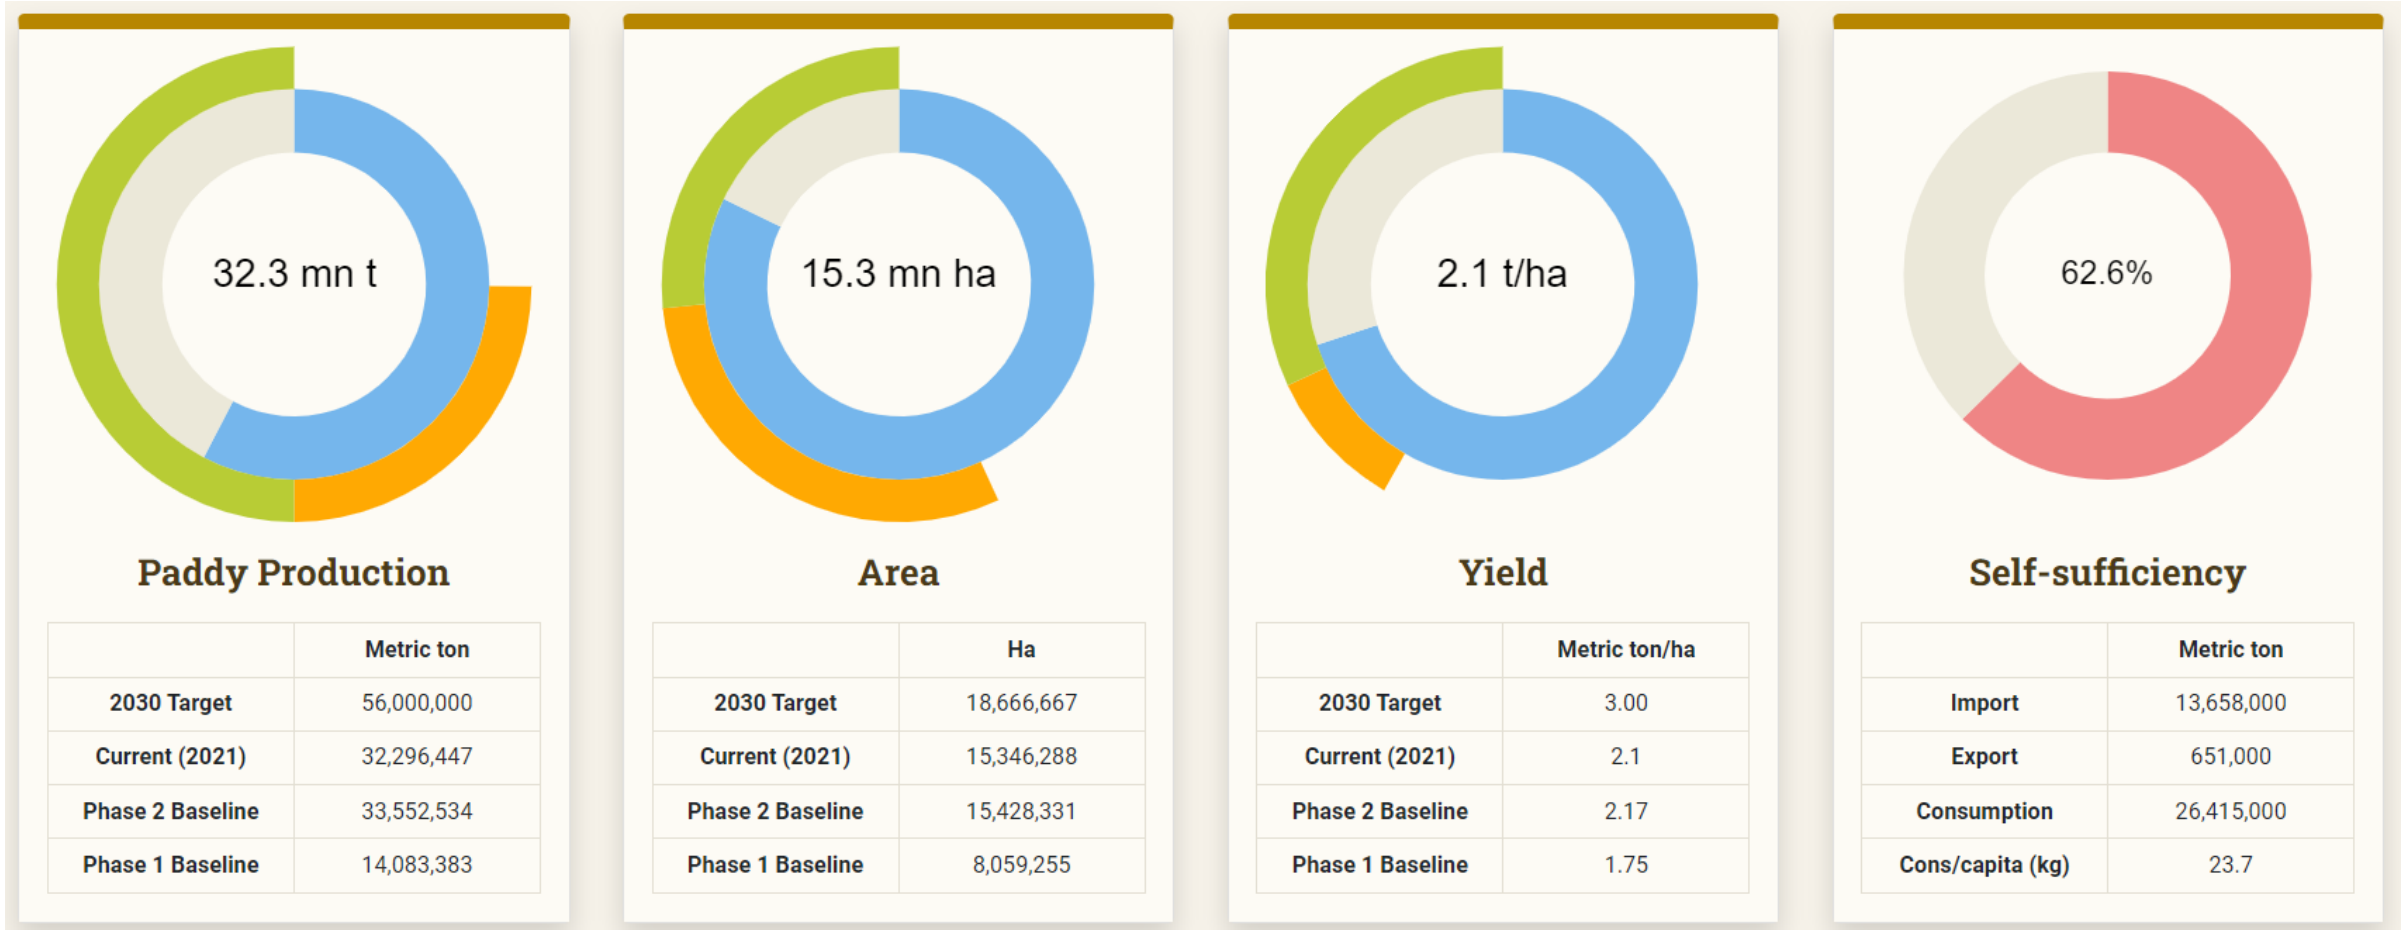 32.3 mn t
Paddy Production
Metric ton
2030 Target 56,000,000
Current (2021) 32,296,447
Phase 2 Baseline 33,552,534
Phase 1 Baseline 14,083,383
15.3 mn ha
Area
Ha
2030 Target 18,666,667
Current (2021) 15,346,288
Phase 2 Baseline 15,428,331
Phase 1 Baseline 8,059,255
2.1 t/ha
Yield
Metric ton/ha
2030 Target 3.00
Current (2021) 2.1
Phase 2 Baseline 2.17
Phase 1 Baseline 1.75
62.6%
Self-sufficiency
Metric ton
Import 13,658,000
Export 651,000
Consumption 26,415,000
Cons/capita (kg) 23.7